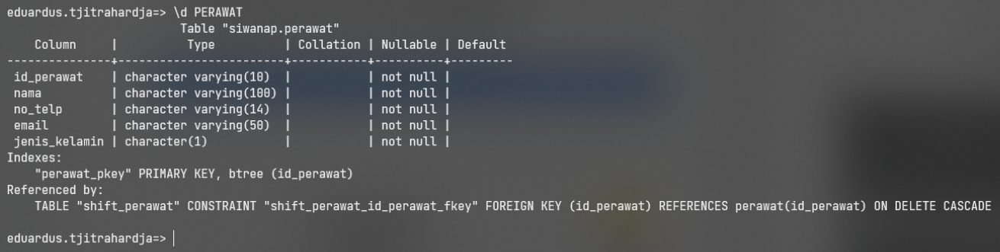 eduardus.tjitrahardja=> \d PERAWAT
                         Table "siwanap.perawat"
    Column     |          Type          | Collation | Nullable | Default
---------------+------------------------+-----------+----------+---------
 id_perawat    | character varying(10)  |           | not null |
 nama          | character varying(100) |           | not null |
 no_telp       | character varying(14)  |           | not null |
 email         | character varying(50)  |           | not null |
 jenis_kelamin | character(1)           |           | not null |
Indexes:
    "perawat_pkey" PRIMARY KEY, btree (id_perawat)
Referenced by:
    TABLE "shift_perawat" CONSTRAINT "shift_perawat_id_perawat_fkey" FOREIGN KEY (id_perawat) REFERENCES perawat(id_perawat) ON DELETE CASCADE
eduardus.tjitrahardja=>